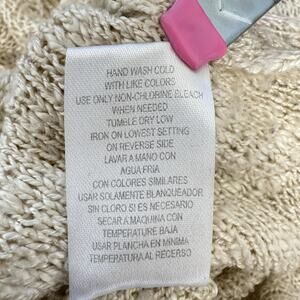 HAND WASH COLD
WITH LIKE COLORS
USE ONLY NON-CHLORINE BLEACH
WHEN NEEDED
TUMBLE DRY LOW
IRON ON LOWEST SETTING
ON REVERSE SIDE
LAVAR A MANO CON
AGUA FRIA
CON COLORES SIMILARES
USAR SOLAMENTE BLANQUEADOR
SIN CLORO SI ES NECESARIO
SECAR A MAQUINA CON
TEMPERATURE BAJA
USAR PLANCHA EN MINIMA
TEMPERATURA AL RECERSO